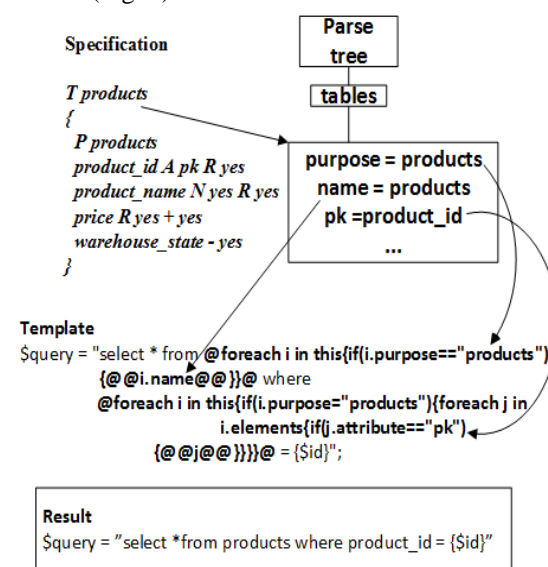 Parse
tree
Specification
tables
T products
{
P products
product_id A pk R yes
product_name N yes R yes
price R yes + yes
warehouse_state - yes
}
purpose = products
name = products
pk =product_id
...
Template
$query = "select * from @foreach i in this{if(i.purpose=="products")
{@@i.name@@}}@ where
@foreach i in this{if(i.purpose="products"){foreach j in
i.elements{if(j.attribute=="pk")
{@@j@@}}}}@ = {$id}";
Result
$query = "select *from products where product_id = {$id}"